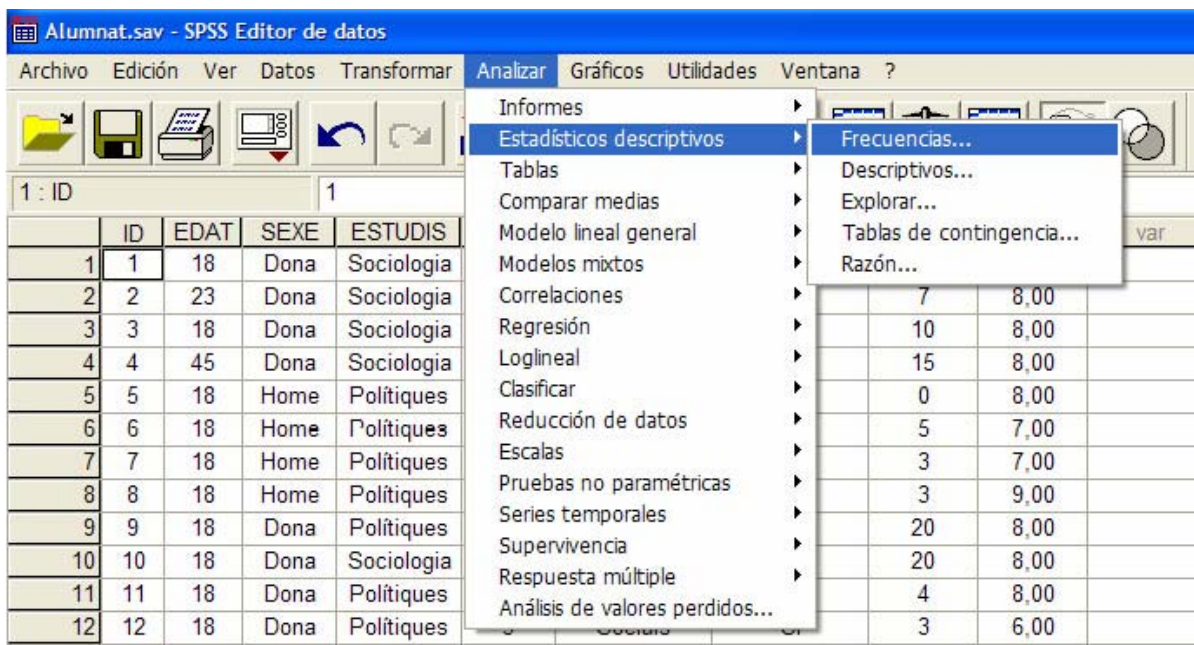 Alumnat.sav - SPSS Editor de datos
Archivo Edición Ver Datos Transformar Analizar Gráficos Utilidades Ventana ?
Informes
Estadísticos descriptivos
Tablas
Comparar medias
Modelo lineal general
Modelos mixtos
Correlaciones
Regresión
Loglineal
Clasificar
Reducción de datos
Escalas
Pruebas no paramétricas
Series temporales
Supervivencia
Respuesta múltiple
Análisis de valores perdidos...
Frecuencias...
Descriptivos...
Explorar...
Tablas de contingencia...
Razón...
1 : ID 1
ID EDAT SEXE ESTUDIS var
1 1 18 Dona Sociologia
2 2 23 Dona Sociologia 7 8,00
3 3 18 Dona Sociologia 10 8,00
4 4 45 Dona Sociologia 15 8,00
5 5 18 Home Polítiques 0 8,00
6 6 18 Home Polítiques 5 7,00
7 7 18 Home Polítiques 3 7,00
8 8 18 Home Polítiques 3 9,00
9 9 18 Dona Polítiques 20 8,00
10 10 18 Dona Sociologia 20 8,00
11 11 18 Dona Polítiques 4 8,00
12 12 18 Dona Polítiques 3 6,00